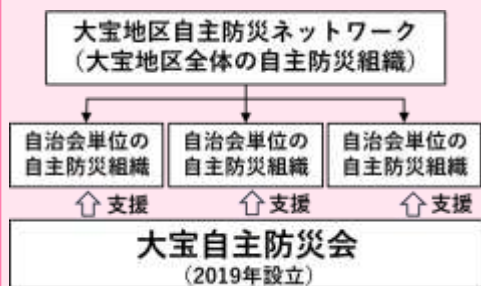 大宝地区自主防災ネットワーク
（大宝地区全体の自主防災組織）
自治会単位の
自主防災組織
自治会単位の
自主防災組織
自治会単位の
自主防災組織
支援
支援
支援
大宝自主防災会
（2019年設立）